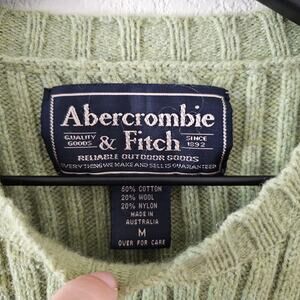 Abercrombie
& Fitch
QUALITY
GOODS
SINCE
1892
RELIABLE OUTDOOR GOODS
EVERYTHING WE MAKE AND SELL IS GUARANTEED
60% COTTON
20% WOOL
20% NYLON
MADE IN
AUSTRALIA
M
OVER FOR CARE